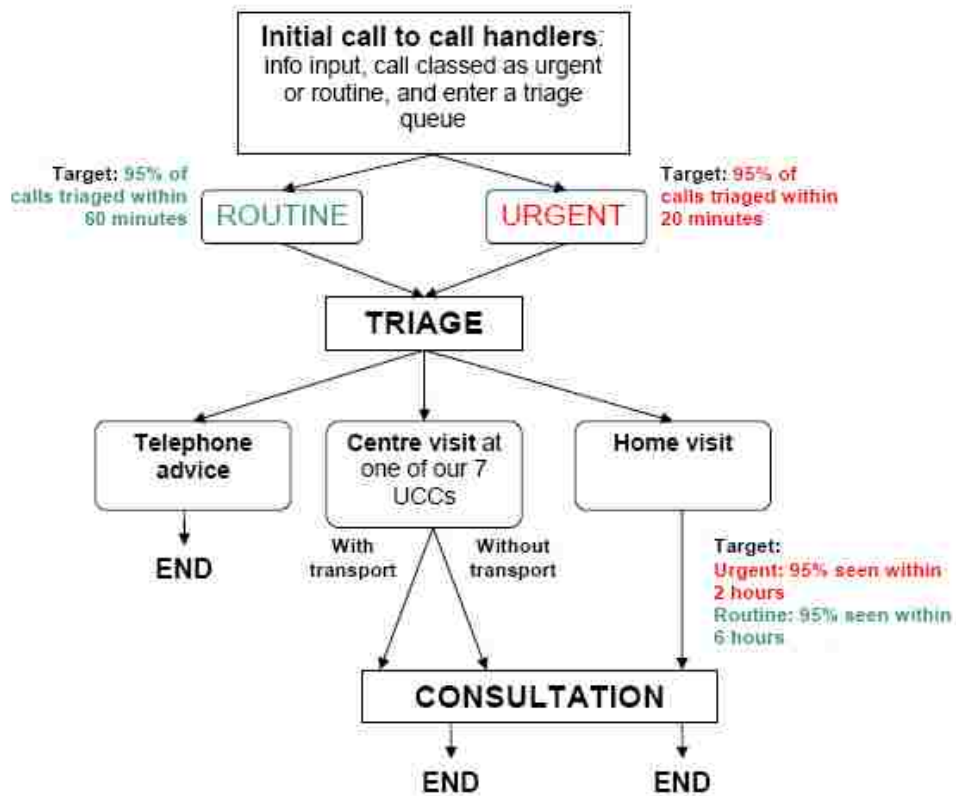 Initial call to call handlers:
info input, call classed as urgent
or routine, and enter a triage
queue
Target: 95% of
calls triaged within
60 minutes
ROUTINE
URGENT
Target: 95% of
calls triaged within
20 minutes
TRIAGE
Telephone
advice
Centre visit at
one of our 7
UCCs
Home visit
END
With
transport
Without
transport
Target:
Urgent: 95% seen within
2 hours
Routine: 95% seen within
6 hours
CONSULTATION
END
END